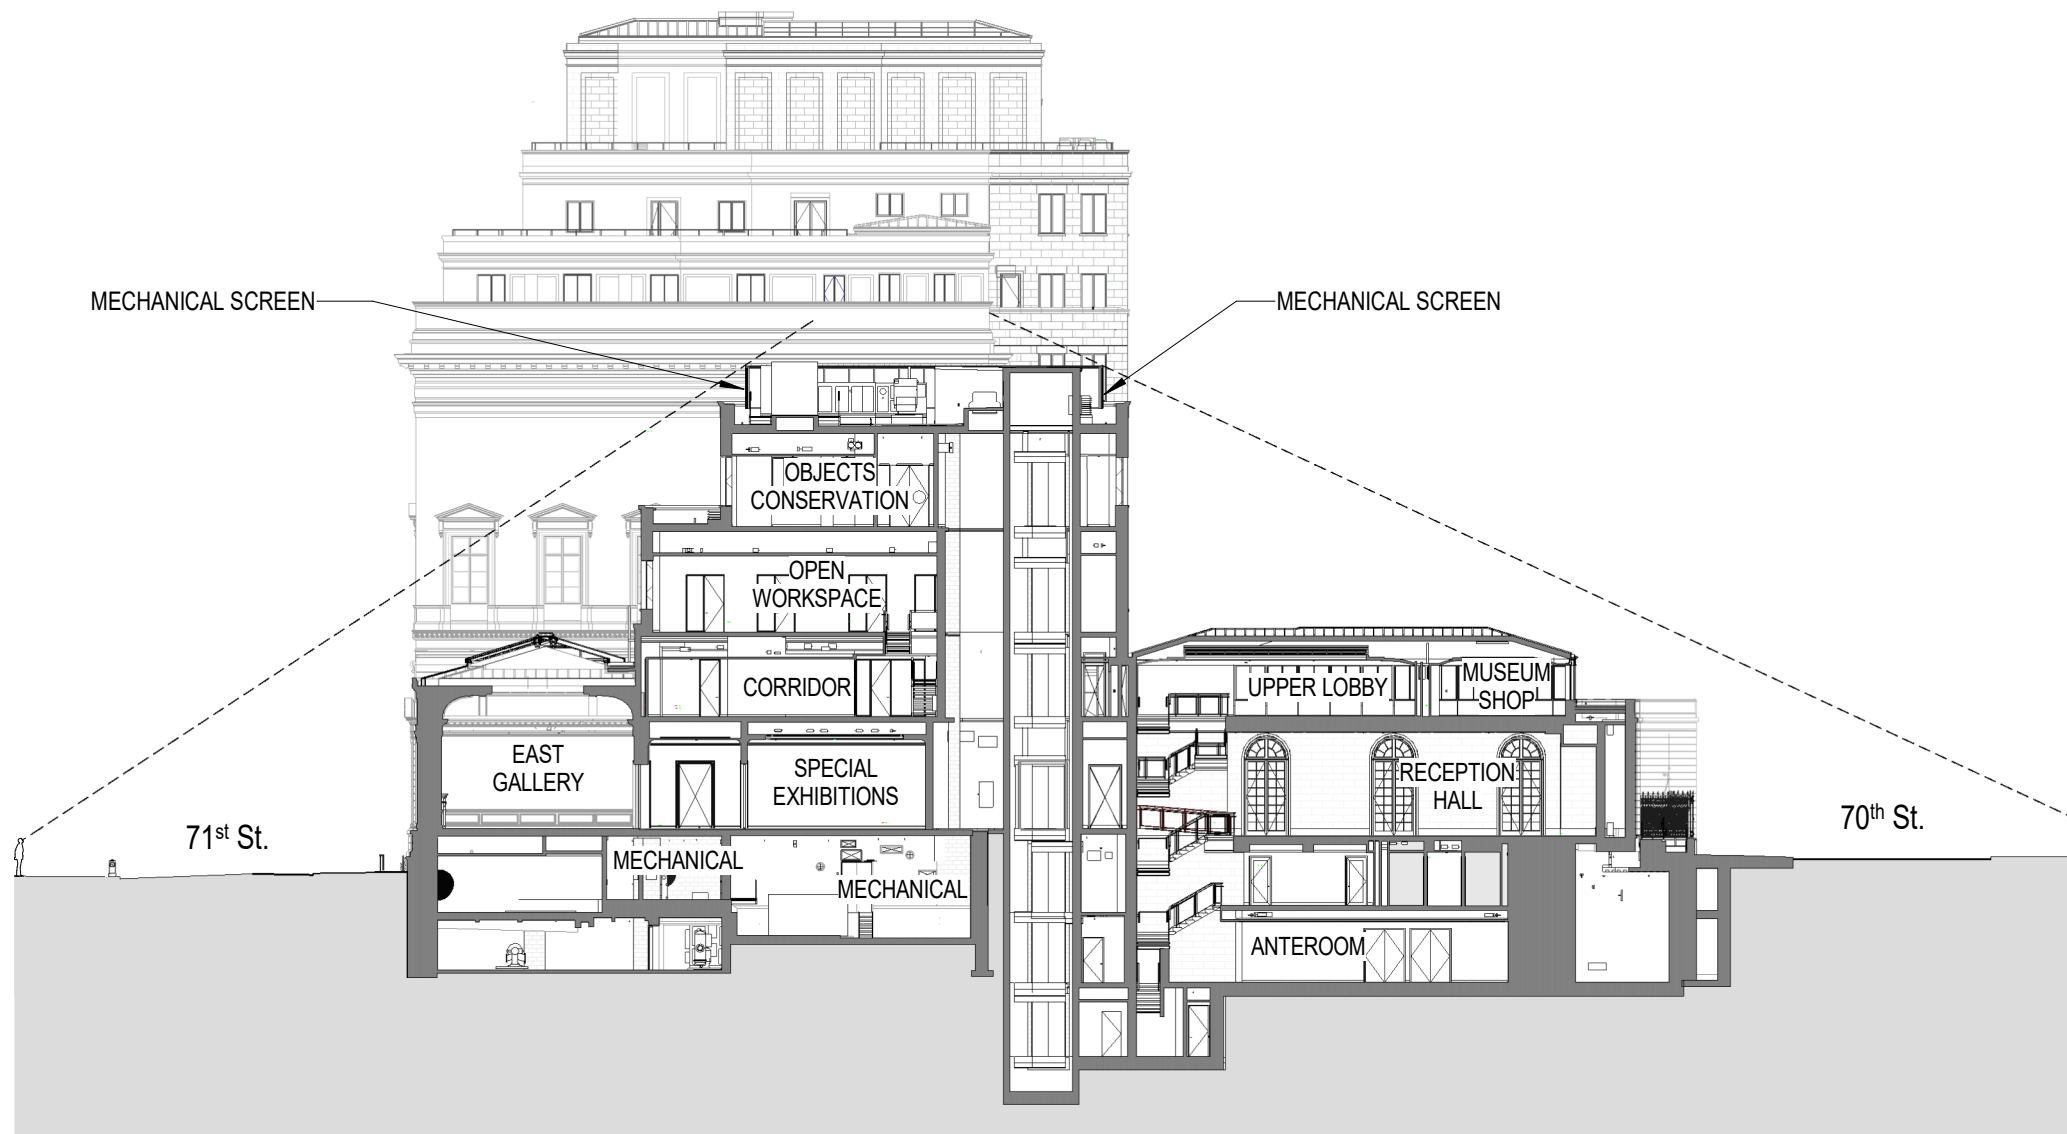 MECHANICAL SCREEN
MECHANICAL SCREEN
OBJECTS
CONSERVATION
OPEN
WORKSPACE
CORRIDOR
UPPER LOBBY
MUSEUM
SHOP
EAST
GALLERY
SPECIAL
EXHIBITIONS
RECEPTION
HALL
71st St.
70th St.
MECHANICAL
MECHANICAL
ANTEROOM